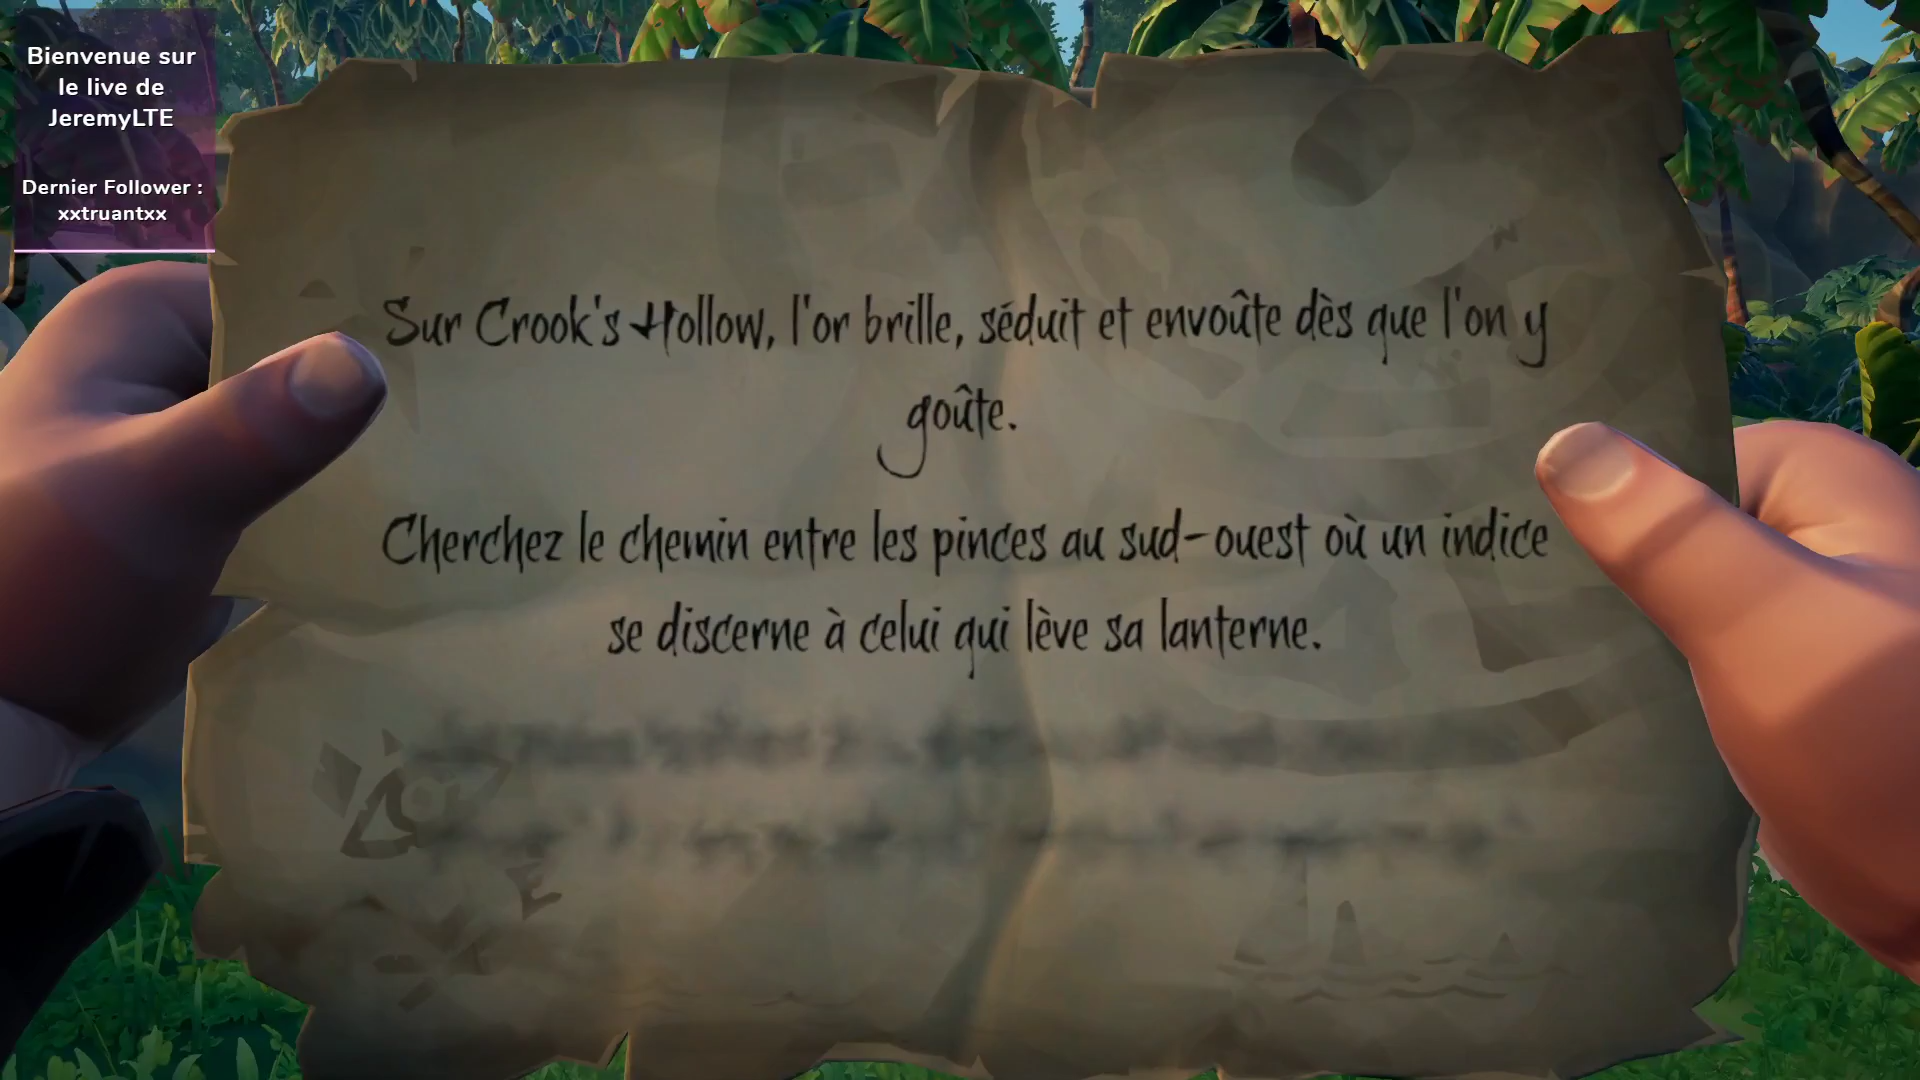 Bienvenue sur
le live de
JeremyLTE
Dernier Follower :
xxtruantxx
Sur Crook's Hollow, l'or brille, séduit et envoûte dès que l'on y
goûte.
Cherchez le chemin entre les pinces au sud-ouest où un indice
se discerne à celui qui lève sa lanterne.